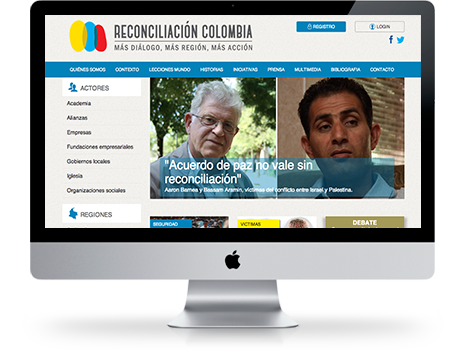 RECONCILIACIÓN COLOMBIA
MÁS DIÁLOGO, MÁS REGIÓN, MÁS ACCIÓN
REGISTRO
LOGIN
QUIÉNES SOMOS CONTEXTO LECCIONES MUNDO HISTORIAS INICIATIVAS PRENSA MULTIMEDIA BIBLIOGRAFIA CONTACTO
ACTORES
Academia
Alianzas
Empresas
Fundaciones empresariales
Gobiernos locales
Iglesia
Organizaciones sociales
REGIONES
"Acuerdo de paz no vale sin
reconciliación"
Aaron Barnea y Bassam Aramin, víctimas del conflicto entre Israel y Palestina.
SEGURIDAD
VÍCTIMAS
DEBATE